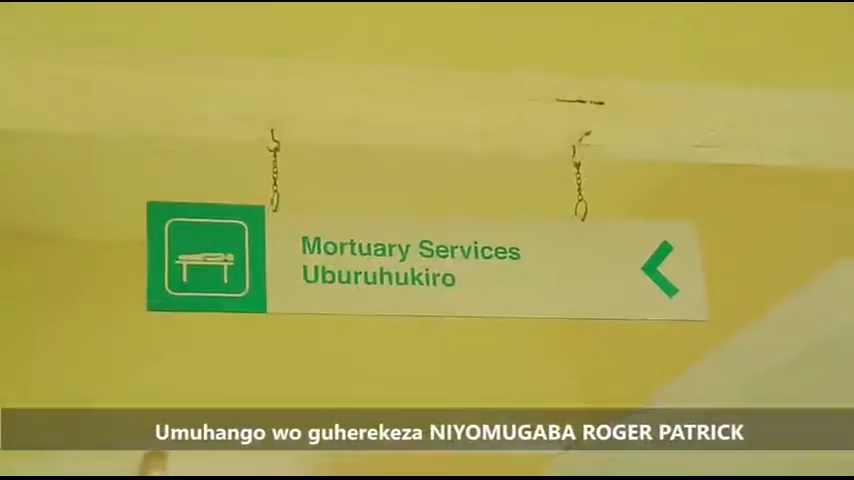 Mortuary Services
Uburuhukiro
Umuhango wo guherekeza NIYOMUGABA ROGER PATRICK